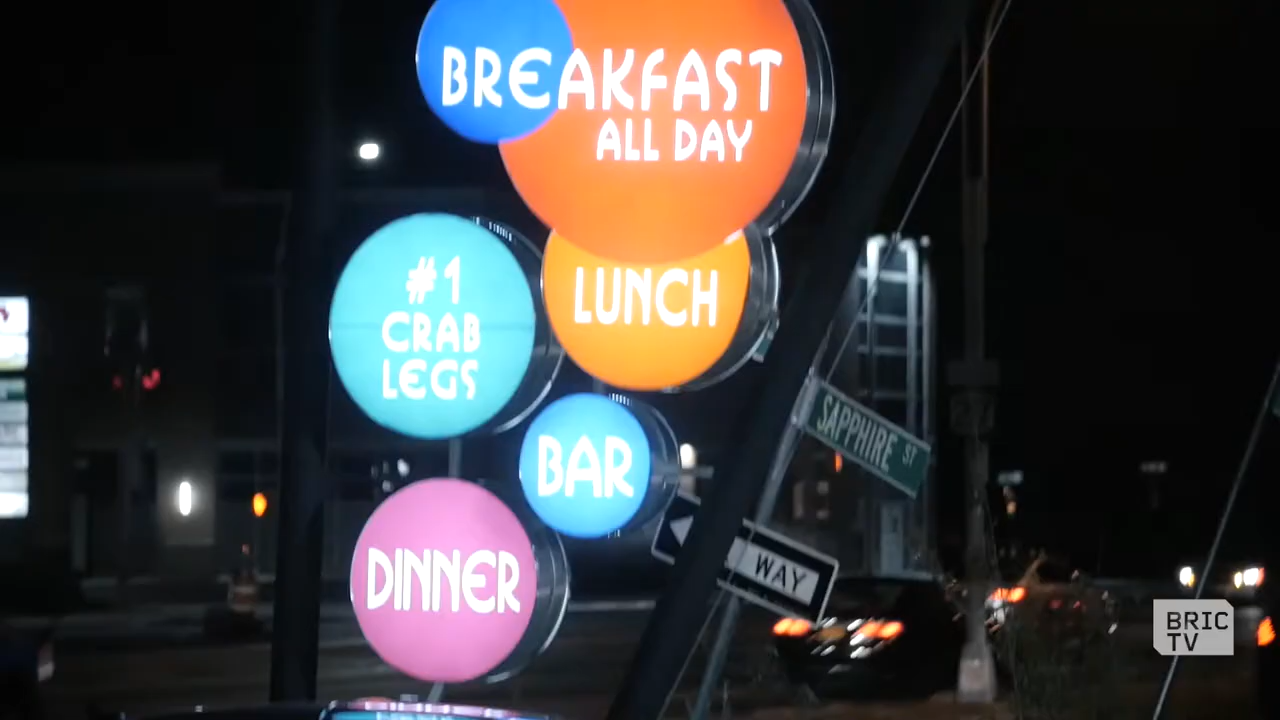 BREAKFAST
ALL DAY
#1
CRAB
LEGS
LUNCH
BAR
DINNER
SAPPHIRE ST
WAY
BRIC
TV